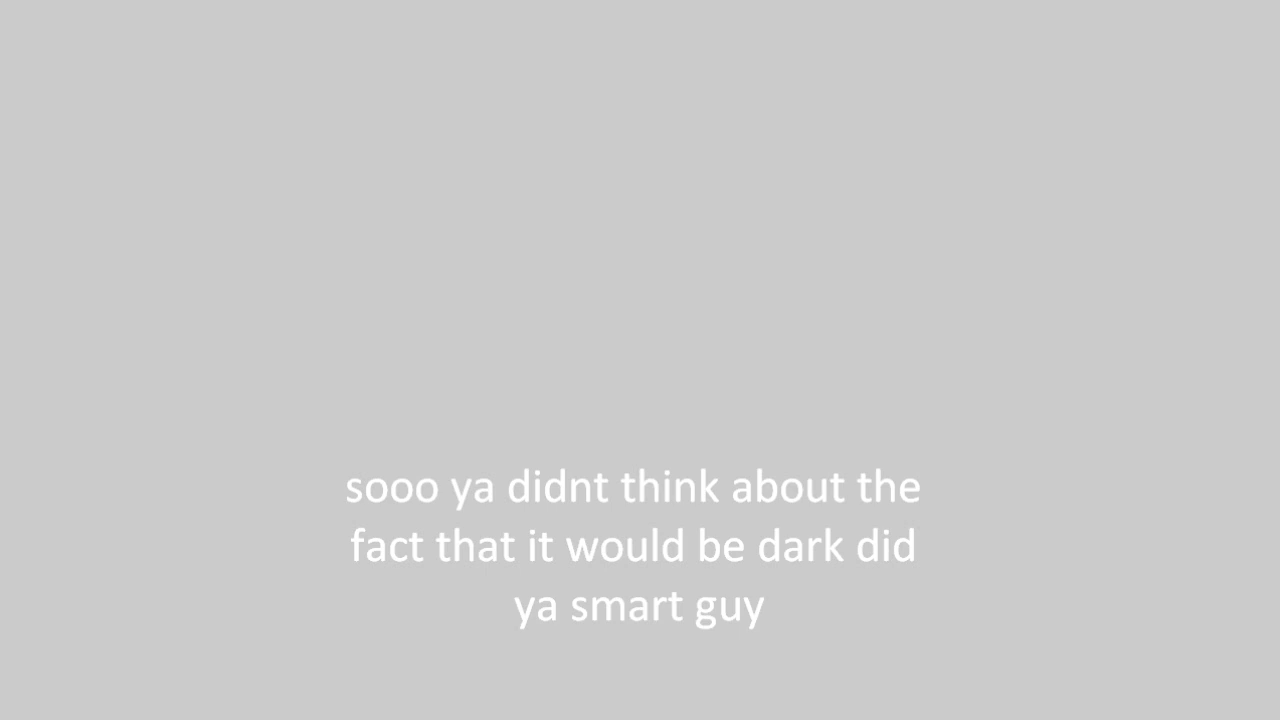 sooo ya didnt think about the
fact that it would be dark did
ya smart guy